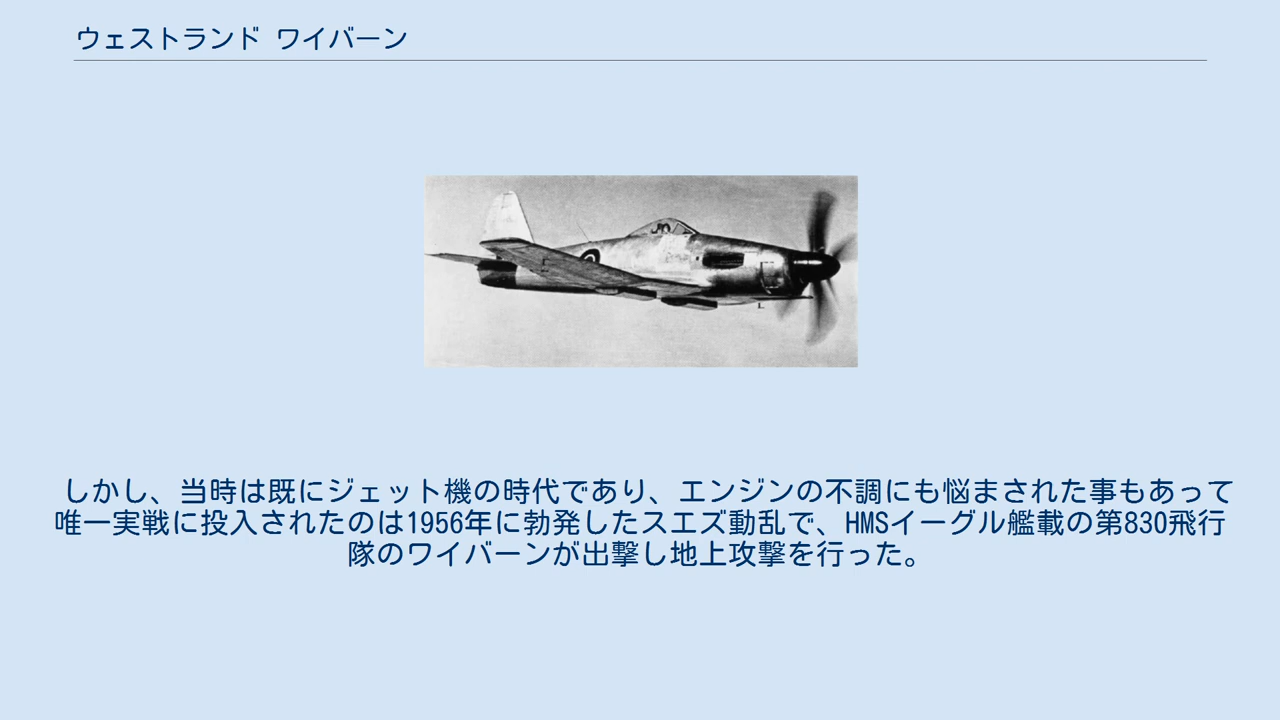 ウェストランド ワイバーン
しかし、当時は既にジェット機の時代であり、エンジンの不調にも悩まされた事もあって
唯一実戦に投入されたのは1956年に勃発したスエズ動乱で、HMSイーグル艦載の第830飛行
隊のワイバーンが出撃し地上攻撃を行った。